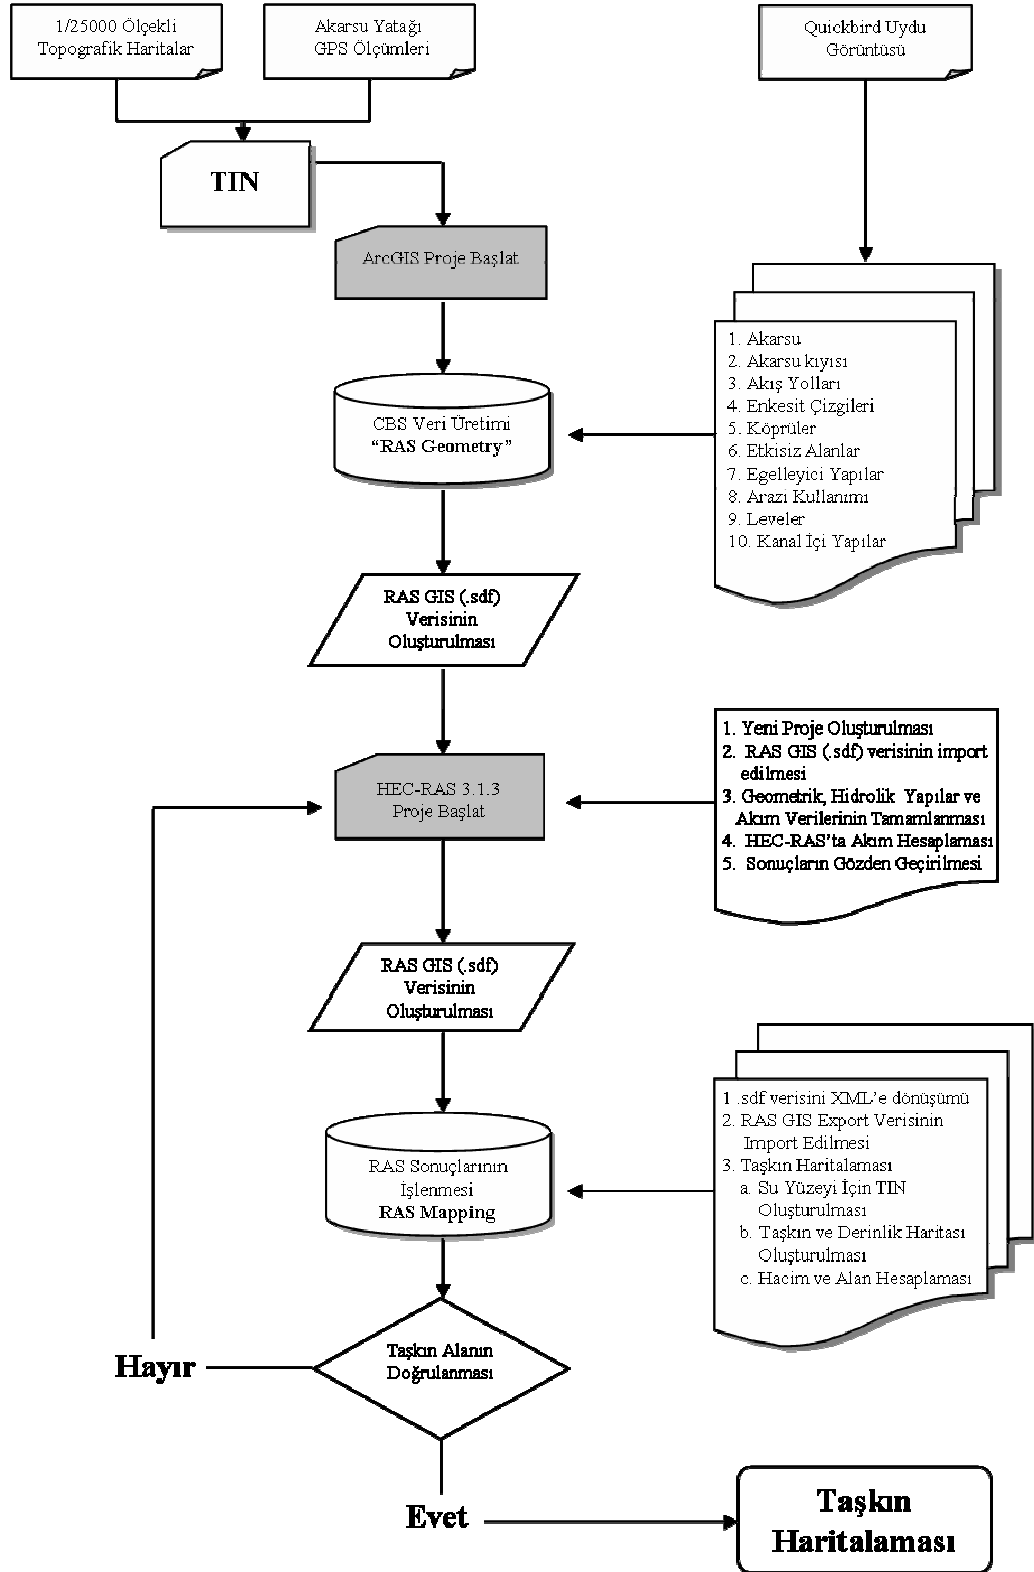 1/25000 Ölçekli
Topografik Haritalar
Akarsu Yatağı
GPS Ölçümleri
Quickbird Uydu
Görüntüsü
TIN
ArcGIS Proje Başlat
1. Akarsu
2. Akarsu kıyısı
3. Akış Yolları
4. Enkesit Çizgileri
5. Köprüler
6. Etkisiz Alanlar
7. Egelleyici Yapılar
8. Arazi Kullanımı
9. Leveler
10. Kanal İçi Yapılar
CBS Veri Üretimi
“RAS Geometry”
RAS GIS (.sdf)
Verisinin
Oluşturulması
HEC-RAS 3.1.3
Proje Başlat
1. Yeni Proje Oluşturulması
2. RAS GIS (.sdf) verisinin import
edilmesi
3. Geometrik, Hidrolik Yapılar ve
Akım Verilerinin Tamamlanması
4. HEC-RAS’ta Akım Hesaplaması
5. Sonuçların Gözden Geçirilmesi
RAS GIS (.sdf)
Verisinin
Oluşturulması
RAS Sonuçlarının
İşlenmesi
RAS Mapping
1 .sdf verisini XML’e dönüşümü
2. RAS GIS Export Verisinin
Import Edilmesi
3. Taşkın Haritalaması
a. Su Yüzeyi İçin TIN
Oluşturulması
b. Taşkın ve Derinlik Haritası
Oluşturulması
c. Hacim ve Alan Hesaplaması
Taşkın Alanın
Doğrulanması
Hayır
Evet
Taşkın
Haritalaması